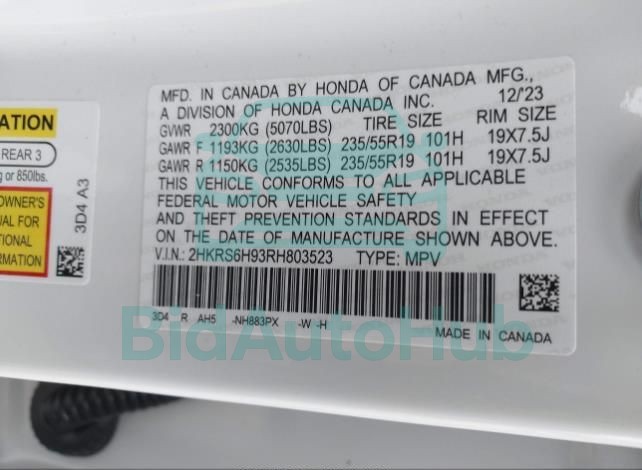 ATION
REAR 3
g or 850lbs.
OWNER'S
UAL FOR
TIONAL
ORMATION
3D4 A3
MFD. IN CANADA BY HONDA OF CANADA MFG.,
A DIVISION OF HONDA CANADA INC. 12/'23
GVWR 2300KG (5070LBS) TIRE SIZE RIM SIZE
GAWR F 1193KG (2630LBS) 235/55R19 101H 19X7.5J
GAWR R 1150KG (2535LBS) 235/55R19 101H 19X7.5J
THIS VEHICLE CONFORMS TO ALL APPLICABLE
FEDERAL MOTOR VEHICLE SAFETY
AND THEFT PREVENTION STANDARDS IN EFFECT
ON THE DATE OF MANUFACTURE SHOWN ABOVE.
V.I.N.: 2HKRS6H93RH803523 TYPE: MPV
3D4 R AH5 -NH883PX -W -H
MADE IN CANADA
BidAutoHub